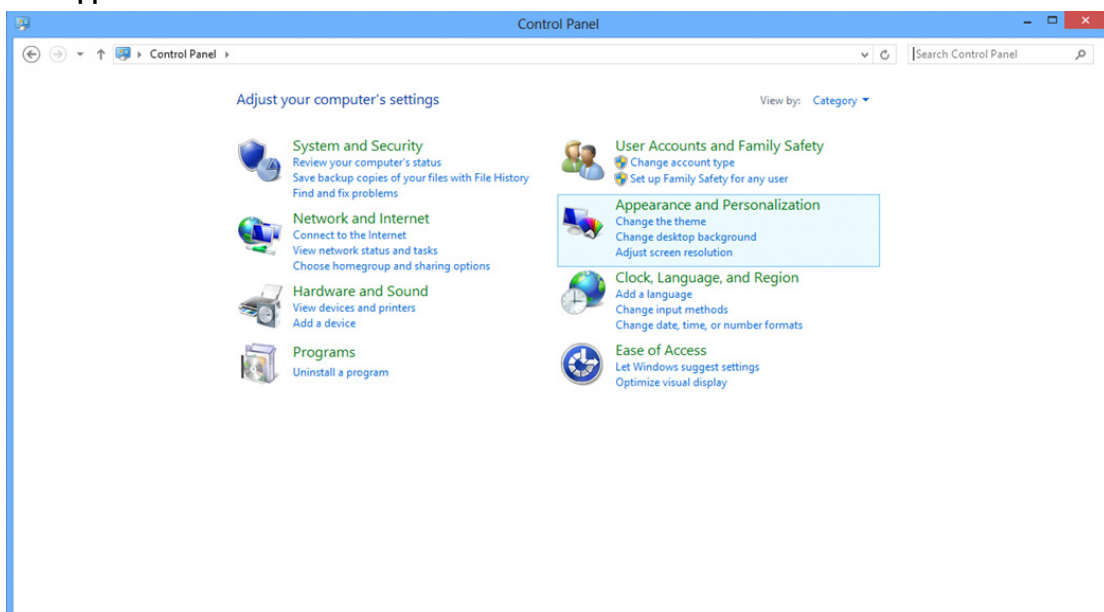 Control Panel
Control Panel
Search Control Panel
Adjust your computer's settings
View by: Category
System and Security
Review your computer's status
Save backup copies of your files with File History
Find and fix problems
Network and Internet
Connect to the Internet
View network status and tasks
Choose homegroup and sharing options
Hardware and Sound
View devices and printers
Add a device
Programs
Uninstall a program
User Accounts and Family Safety
Change account type
Set up Family Safety for any user
Appearance and Personalization
Change the theme
Change desktop background
Adjust screen resolution
Clock, Language, and Region
Add a language
Change input methods
Change date, time, or number formats
Ease of Access
Let Windows suggest settings
Optimize visual display